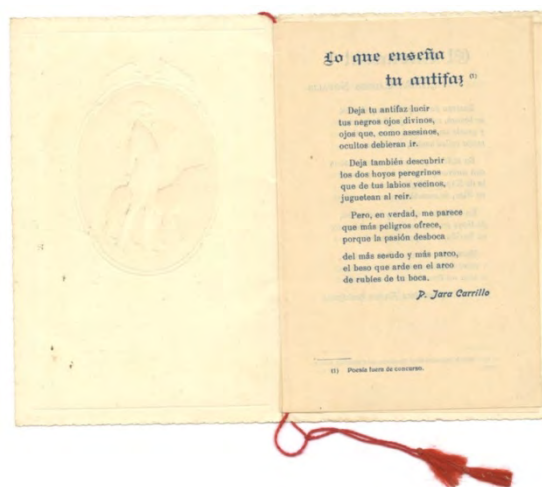 Lo que enseña
tu antifaz (1)
Deja tu antifaz lucir
tus negros ojos divinos,
ojos que, como asesinos,
ocultos debieran ir.
Deja también descubrir
los dos hoyos peregrinos
que de tus labios vecinos,
juguetean al reir.
Pero, en verdad, me parece
que más peligros ofrece,
porque la pasión desboca
del más sesudo y más parco,
el beso que arde en el arco
de rubíes de tu boca.
P. Jara Carrillo
(1) Poesía fuera de concurso.